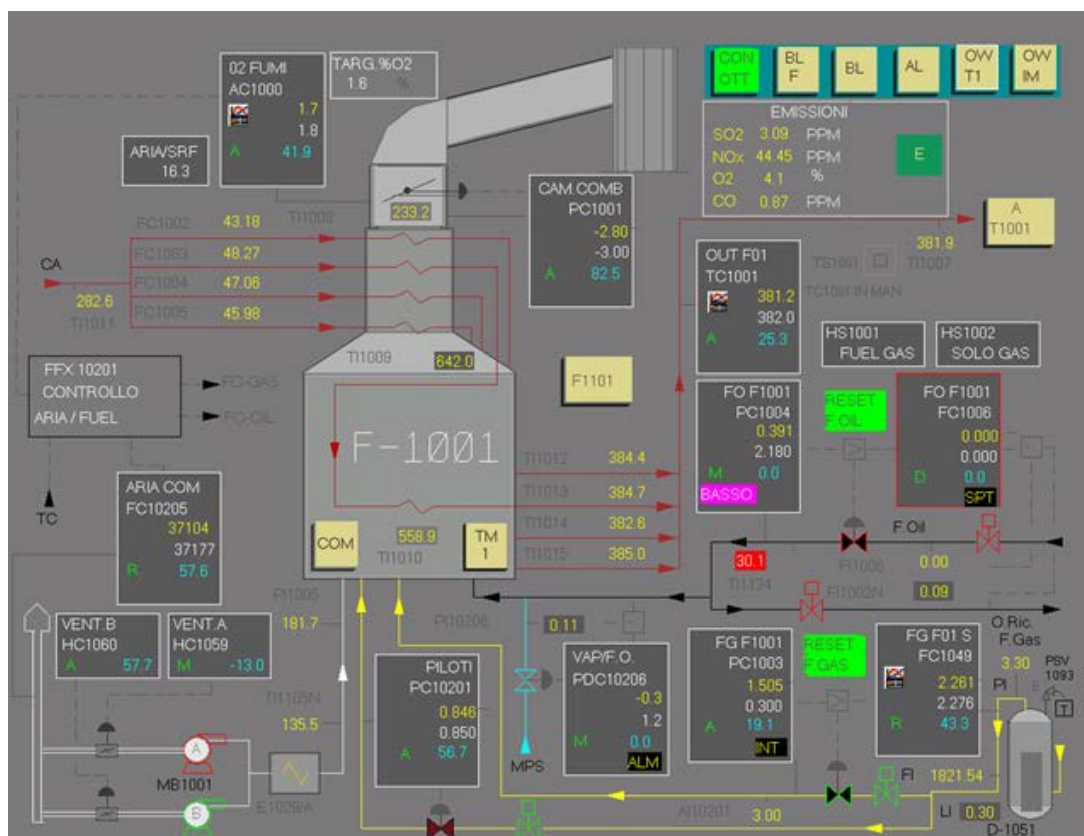 02 FUMI
AC1000
1.7
1.8
A 41.9
TARG.%O2
1.6 %
CON
OTT
BL
F
BL
AL
OW
T1
OW
IM
EMISSIONI
SO2 3.09 PPM
NOx 44.45 PPM
O2 4.1 %
CO 0.87 PPM
E
ARIA/SRF
16.3
TI1008
233.2
CAM.COMB
PC1001
-2.80
-3.00
A 82.5
A
T1001
381.9
TI1007
FC1002 43.18
FC1003 48.27
FC1004 47.06
FC1005 45.98
CA
282.6
TI1011
OUT F01
TC1001
381.2
382.0
A 25.3
TS1001
TC1001 IN MAN
TI1009
642.0
HS1001
FUEL GAS
HS1002
SOLO GAS
FFX 10201
CONTROLLO
ARIA / FUEL
FC-GAS
FC-OIL
TC
F1101
F-1001
FO F1001
PC1004
0.391
2.180
M 0.0
BASSO
RESET
F.OIL
FO F1001
FC1006
0.000
0.000
D 0.0
SPT
TI1012 384.4
TI1013 384.7
TI1014 382.6
TI1015 385.0
ARIA COM
FC10205
37104
37177
R 57.6
COM
558.9
TI1010
TM
1
F.Oil
30.1
TI1134
FI1006
0.00
FI1002N
0.09
O.Ric.
F.Gas
PI1005
181.7
PI10206
0.11
VENT.B
HC1060
A 57.7
VENT.A
HC1059
M -13.0
PILOTI
PC10201
0.846
0.850
A 56.7
VAP/F.O.
PDC10206
-0.3
1.2
M 0.0
ALM
FG F1001
PC1003
1.505
0.300
A 19.1
INT
RESET
F.GAS
FG F01 S
FC1049
2.261
2.276
R 43.3
3.30
PI
PSV
1093
T
TI1105N
135.5
A
MB1001
B
E1029/A
MPS
AI10201
3.00
FI 1821.54
LI 0.30
D-1051